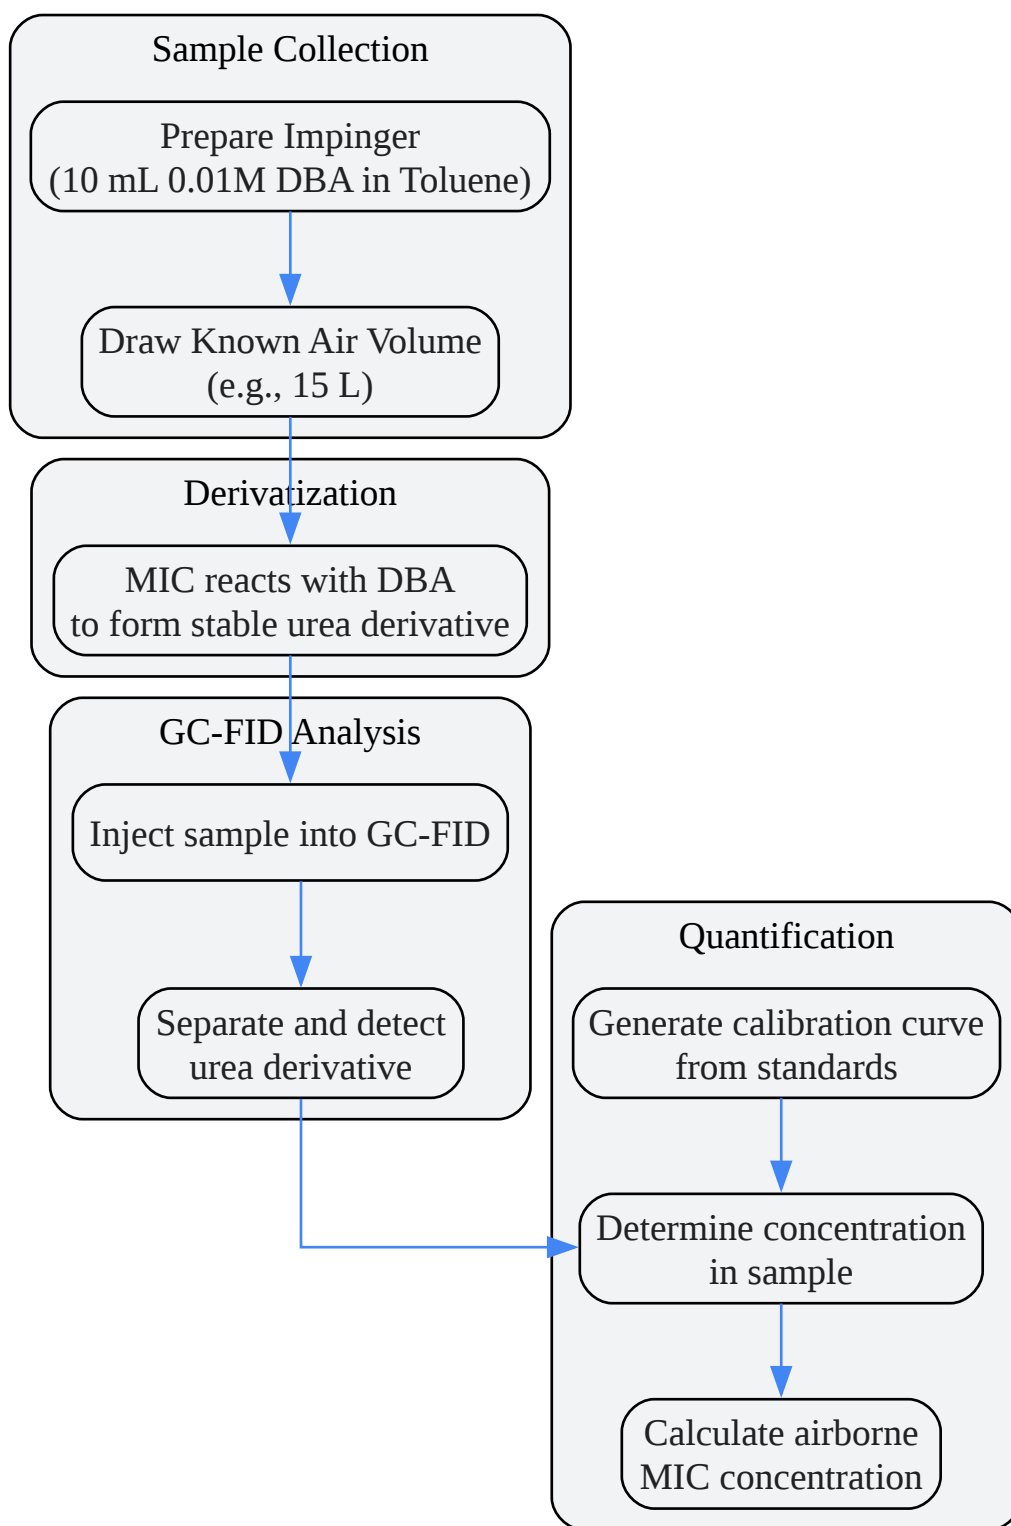 Sample Collection
Prepare Impinger
(10 mL 0.01M DBA in Toluene)
Draw Known Air Volume
(e.g., 15 L)
Derivatization
MIC reacts with DBA
to form stable urea derivative
GC-FID Analysis
Inject sample into GC-FID
Separate and detect
urea derivative
Quantification
Generate calibration curve
from standards
Determine concentration
in sample
Calculate airborne
MIC concentration